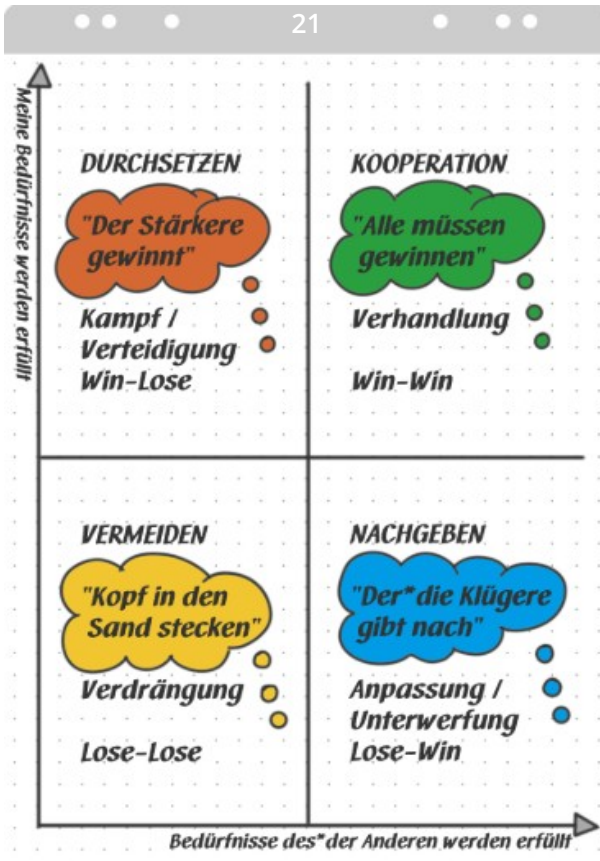 21
Meine Bedürfnisse werden erfüllt
DURCHSETZEN
"Der Stärkere
gewinnt"
Kampf /
Verteidigung
Win-Lose
KOOPERATION
"Alle müssen
gewinnen"
Verhandlung
Win-Win
VERMEIDEN
"Kopf in den
Sand stecken"
Verdrängung
Lose-Lose
NACHGEBEN
"Der*die Klügere
gibt nach"
Anpassung /
Unterwerfung
Lose-Win
Bedürfnisse des*der Anderen werden erfüllt